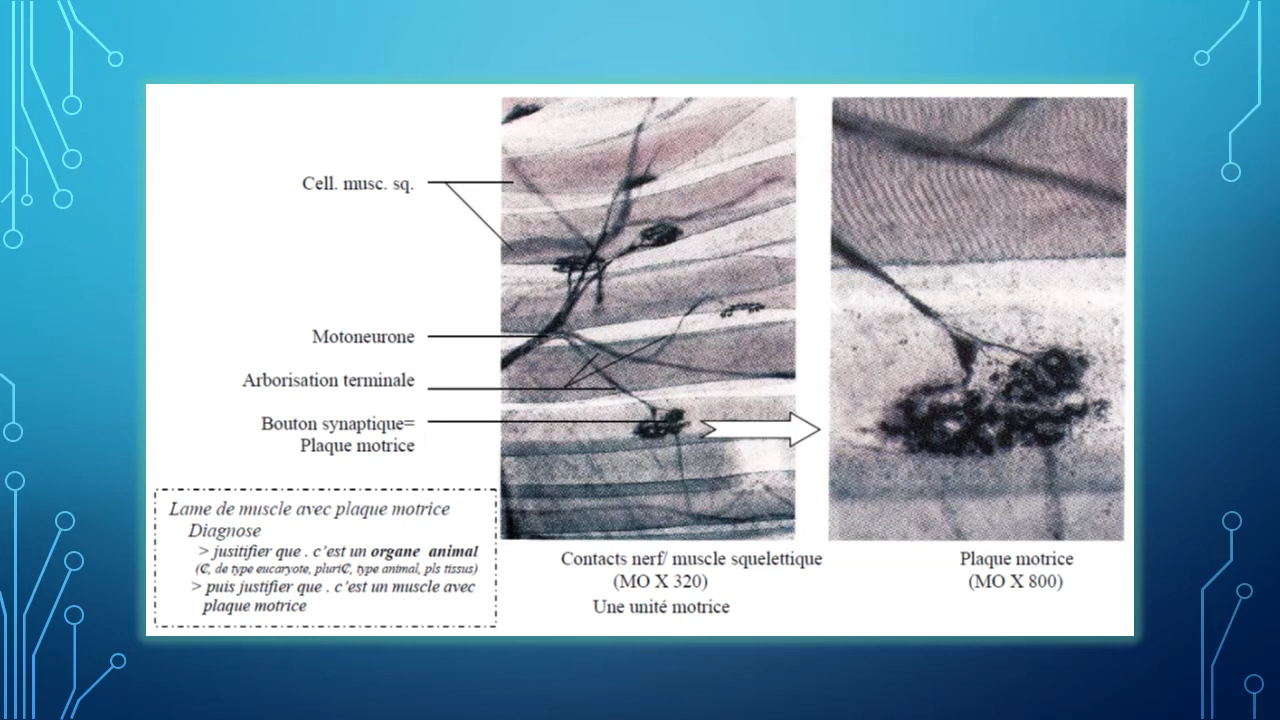 Cell. musc. sq.
Motoneurone
Arborisation terminale
Bouton synaptique=
Plaque motrice
Lame de muscle avec plaque motrice
Diagnose
> jusitifier que . c’est un organe animal
(₡, de type eucaryote, pluri₡, type animal, pls tissus)
> puis justifier que . c’est un muscle avec
plaque motrice
Contacts nerf/ muscle squelettique
(MO X 320)
Une unité motrice
Plaque motrice
(MO X 800)